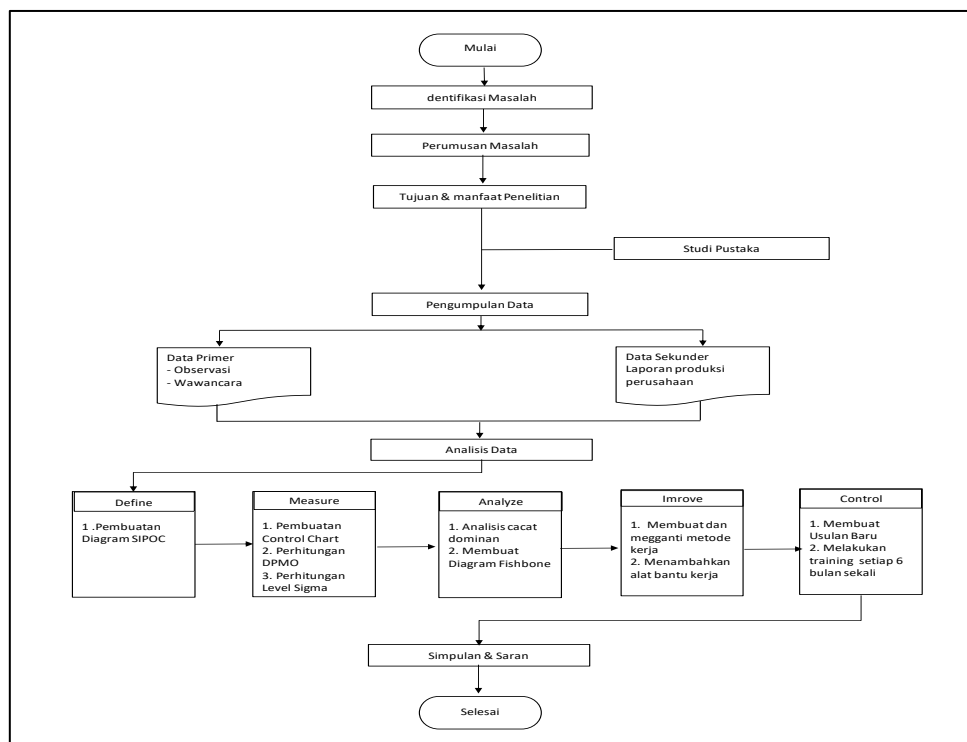 Mulai
dentifikasi Masalah
Perumusan Masalah
Tujuan & manfaat Penelitian
Studi Pustaka
Pengumpulan Data
Data Primer
- Observasi
- Wawancara
Data Sekunder
Laporan produksi
perusahaan
Analisis Data
Define
1 .Pembuatan
Diagram SIPOC
Measure
1. Pembuatan
Control Chart
2. Perhitungan
DPMO
3. Perhitungan
Level Sigma
Analyze
1. Analisis cacat
dominan
2. Membuat
Diagram Fishbone
Imrove
1. Membuat dan
megganti metode
kerja
2. Menambahkan
alat bantu kerja
Control
1. Membuat
Usulan Baru
2. Melakukan
training setiap 6
bulan sekali
Simpulan & Saran
Selesai